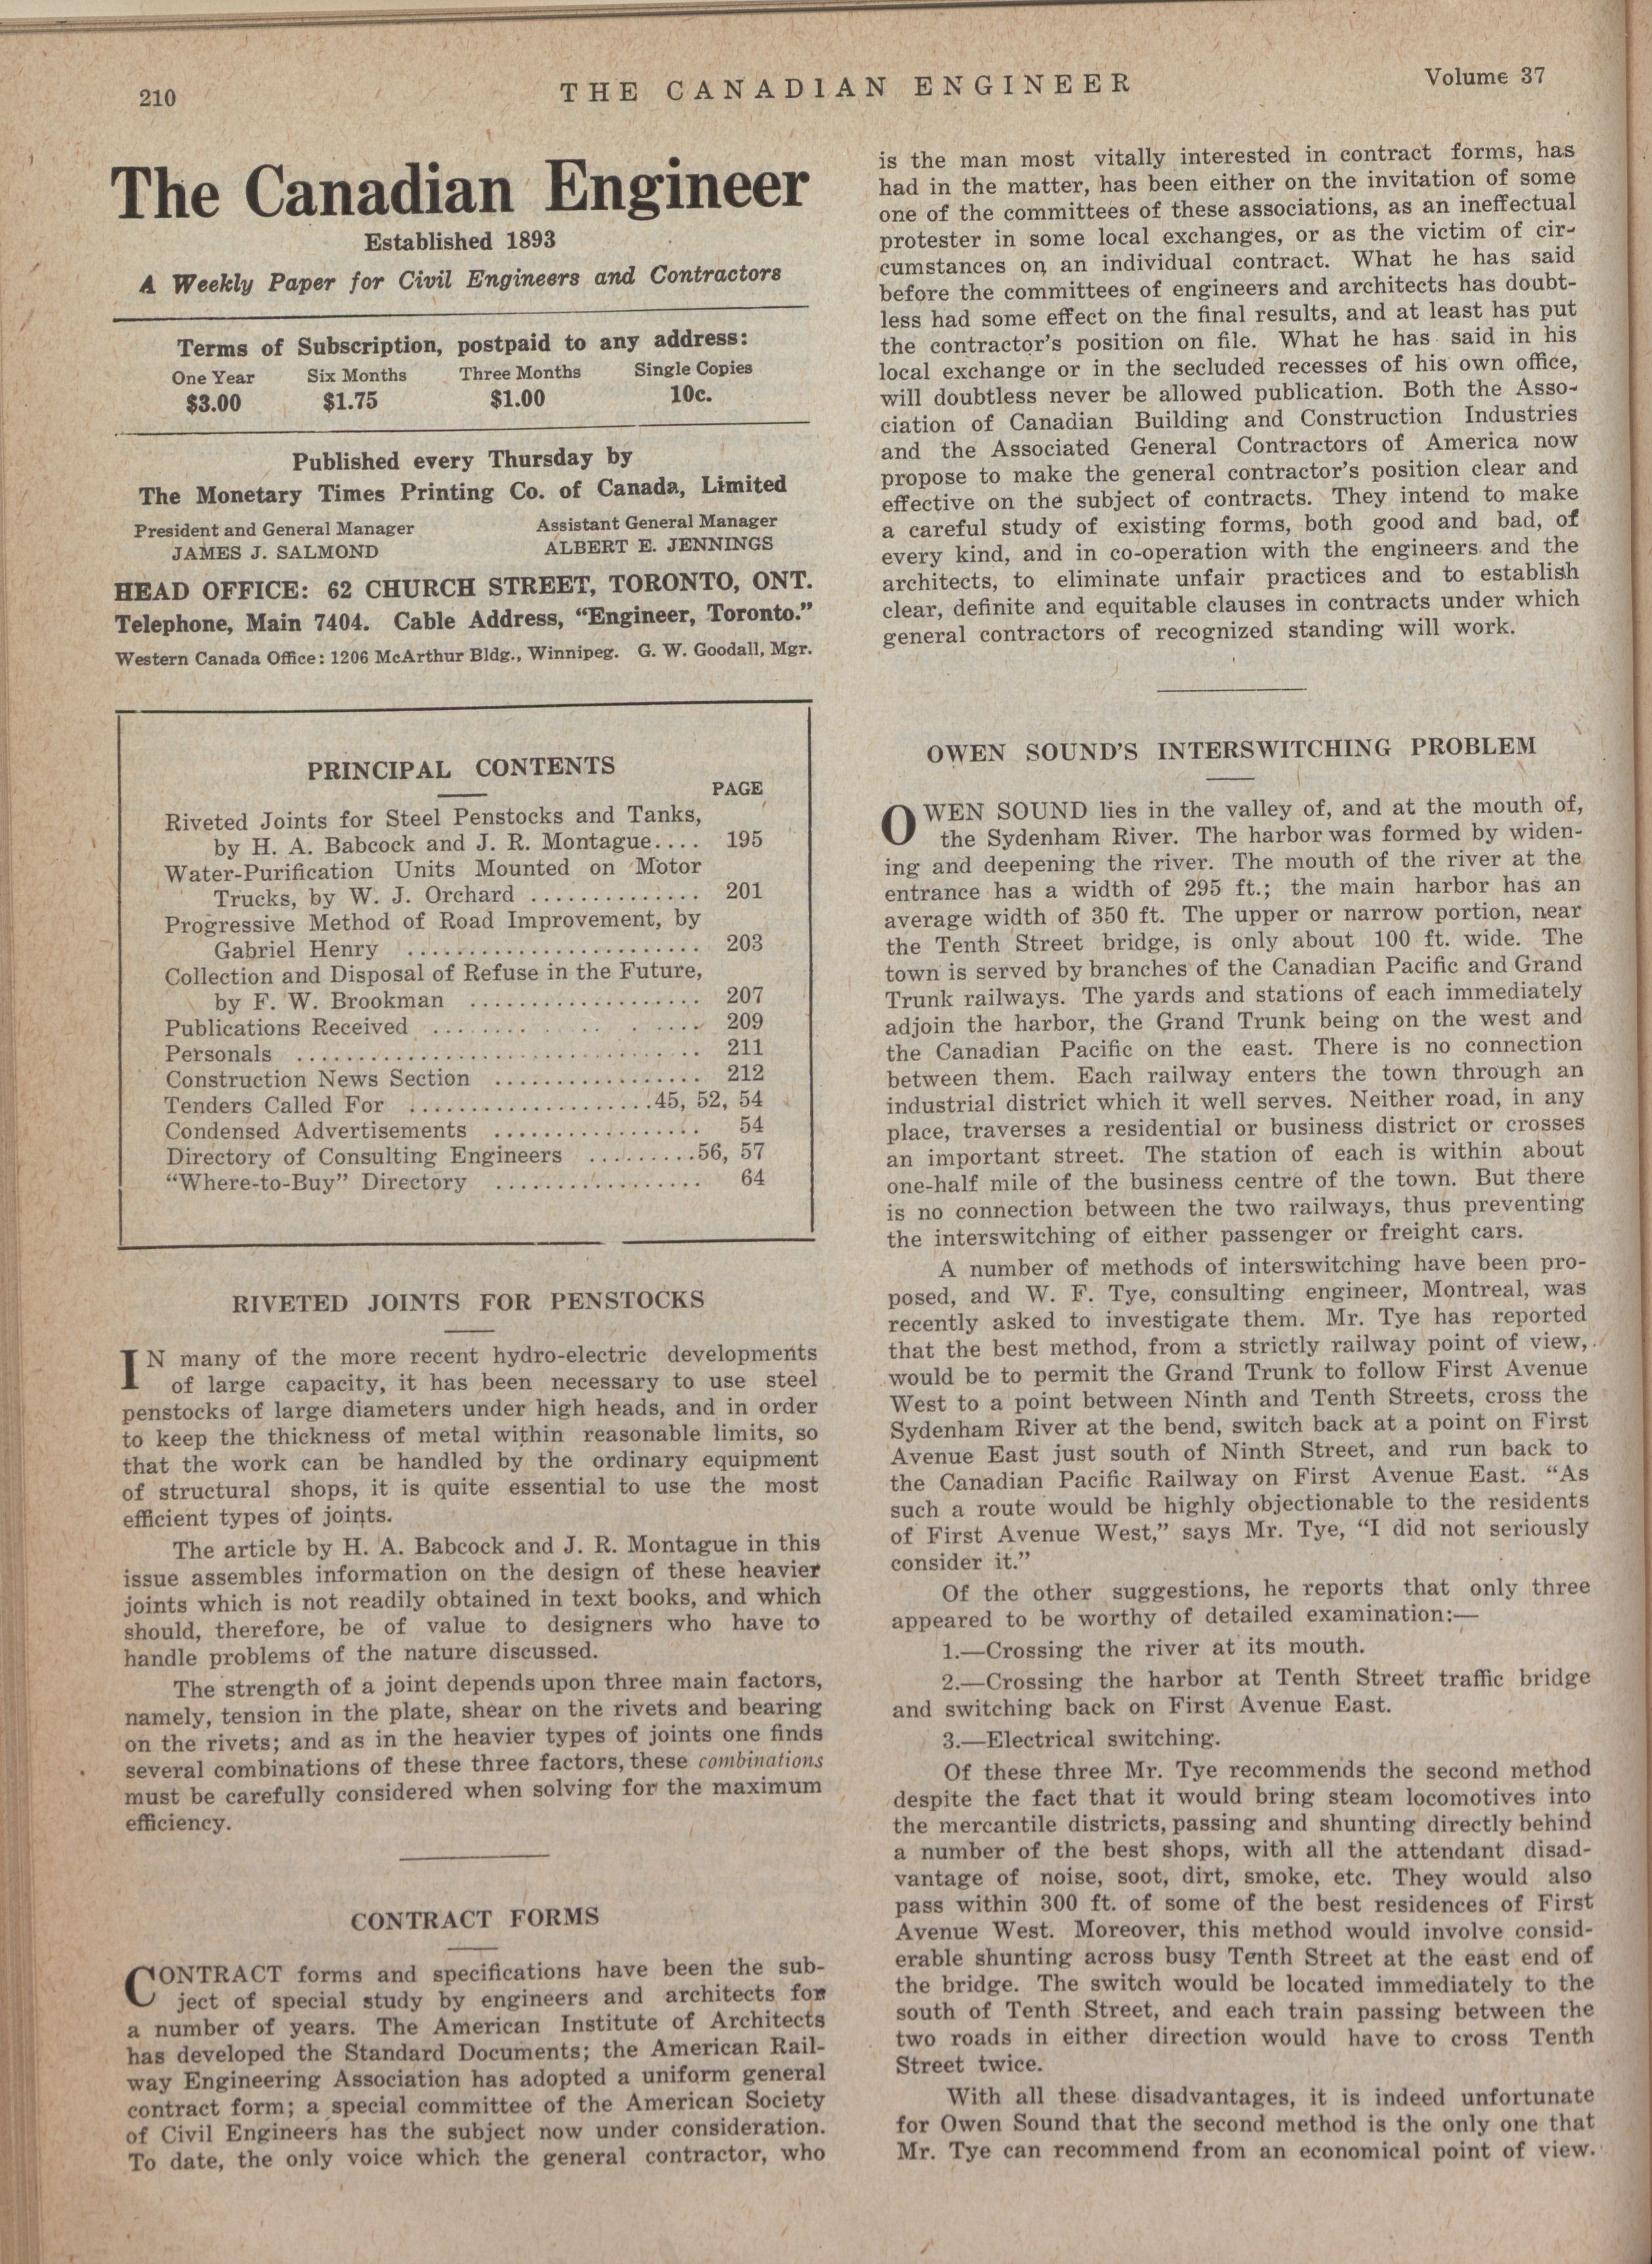 210
THE CANADIAN ENGINEER
Volume 37
The Canadian Engineer
Established 1893
A Weekly Paper for Civil Engineers and Contractors
Terms of Subscription, postpaid to any address:
One Year Six Months Three Months Single Copies
$3.00 $1.75 $1.00 10c.
Published every Thursday by
The Monetary Times Printing Co. of Canada, Limited
President and General Manager Assistant General Manager
JAMES J. SALMOND ALBERT E. JENNINGS
HEAD OFFICE: 62 CHURCH STREET, TORONTO, ONT.
Telephone, Main 7404. Cable Address, “Engineer, Toronto.”
Western Canada Office: 1206 McArthur Bldg., Winnipeg. G. W. Goodall, Mgr.
PRINCIPAL CONTENTS
PAGE
Riveted Joints for Steel Penstocks and Tanks,
by H. A. Babcock and J. R. Montague.... 195
Water-Purification Units Mounted on Motor
Trucks, by W. J. Orchard .............. 201
Progressive Method of Road Improvement, by
Gabriel Henry ........................ 203
Collection and Disposal of Refuse in the Future,
by F. W. Brookman ................... 207
Publications Received ...................... 209
Personals ................................. 211
Construction News Section ................. 212
Tenders Called For ....................45, 52, 54
Condensed Advertisements ................. 54
Directory of Consulting Engineers .........56, 57
“Where-to-Buy” Directory ................. 64
RIVETED JOINTS FOR PENSTOCKS
IN many of the more recent hydro-electric developments
of large capacity, it has been necessary to use steel
penstocks of large diameters under high heads, and in order
to keep the thickness of metal within reasonable limits, so
that the work can be handled by the ordinary equipment
of structural shops, it is quite essential to use the most
efficient types of joints.
The article by H. A. Babcock and J. R. Montague in this
issue assembles information on the design of these heavier
joints which is not readily obtained in text books, and which
should, therefore, be of value to designers who have to
handle problems of the nature discussed.
The strength of a joint depends upon three main factors,
namely, tension in the plate, shear on the rivets and bearing
on the rivets; and as in the heavier types of joints one finds
several combinations of these three factors, these combinations
must be carefully considered when solving for the maximum
efficiency.
CONTRACT FORMS
CONTRACT forms and specifications have been the sub-
ject of special study by engineers and architects for
a number of years. The American Institute of Architects
has developed the Standard Documents; the American Rail-
way Engineering Association has adopted a uniform general
contract form; a special committee of the American Society
of Civil Engineers has the subject now under consideration.
To date, the only voice which the general contractor, who
is the man most vitally interested in contract forms, has
had in the matter, has been either on the invitation of some
one of the committees of these associations, as an ineffectual
protester in some local exchanges, or as the victim of cir-
cumstances on an individual contract. What he has said
before the committees of engineers and architects has doubt-
less had some effect on the final results, and at least has put
the contractor's position on file. What he has said in his
local exchange or in the secluded recesses of his own office,
will doubtless never be allowed publication. Both the Asso-
ciation of Canadian Building and Construction Industries
and the Associated General Contractors of America now
propose to make the general contractor's position clear and
effective on the subject of contracts. They intend to make
a careful study of existing forms, both good and bad, of
every kind, and in co-operation with the engineers and the
architects, to eliminate unfair practices and to establish
clear, definite and equitable clauses in contracts under which
general contractors of recognized standing will work.
OWEN SOUND'S INTERSWITCHING PROBLEM
OWEN SOUND lies in the valley of, and at the mouth of,
the Sydenham River. The harbor was formed by widen-
ing and deepening the river. The mouth of the river at the
entrance has a width of 295 ft.; the main harbor has an
average width of 350 ft. The upper or narrow portion, near
the Tenth Street bridge, is only about 100 ft. wide. The
town is served by branches of the Canadian Pacific and Grand
Trunk railways. The yards and stations of each immediately
adjoin the harbor, the Grand Trunk being on the west and
the Canadian Pacific on the east. There is no connection
between them. Each railway enters the town through an
industrial district which it well serves. Neither road, in any
place, traverses a residential or business district or crosses
an important street. The station of each is within about
one-half mile of the business centre of the town. But there
is no connection between the two railways, thus preventing
the interswitching of either passenger or freight cars.
A number of methods of interswitching have been pro-
posed, and W. F. Tye, consulting engineer, Montreal, was
recently asked to investigate them. Mr. Tye has reported
that the best method, from a strictly railway point of view,
would be to permit the Grand Trunk to follow First Avenue
West to a point between Ninth and Tenth Streets, cross the
Sydenham River at the bend, switch back at a point on First
Avenue East just south of Ninth Street, and run back to
the Canadian Pacific Railway on First Avenue East. “As
such a route would be highly objectionable to the residents
of First Avenue West,” says Mr. Tye, “I did not seriously
consider it.”
Of the other suggestions, he reports that only three
appeared to be worthy of detailed examination:—
1.—Crossing the river at its mouth.
2.—Crossing the harbor at Tenth Street traffic bridge
and switching back on First Avenue East.
3.—Electrical switching.
Of these three Mr. Tye recommends the second method
despite the fact that it would bring steam locomotives into
the mercantile districts, passing and shunting directly behind
a number of the best shops, with all the attendant disad-
vantage of noise, soot, dirt, smoke, etc. They would also
pass within 300 ft. of some of the best residences of First
Avenue West. Moreover, this method would involve consid-
erable shunting across busy Tenth Street at the east end of
the bridge. The switch would be located immediately to the
south of Tenth Street, and each train passing between the
two roads in either direction would have to cross Tenth
Street twice.
With all these disadvantages, it is indeed unfortunate
for Owen Sound that the second method is the only one that
Mr. Tye can recommend from an economical point of view.